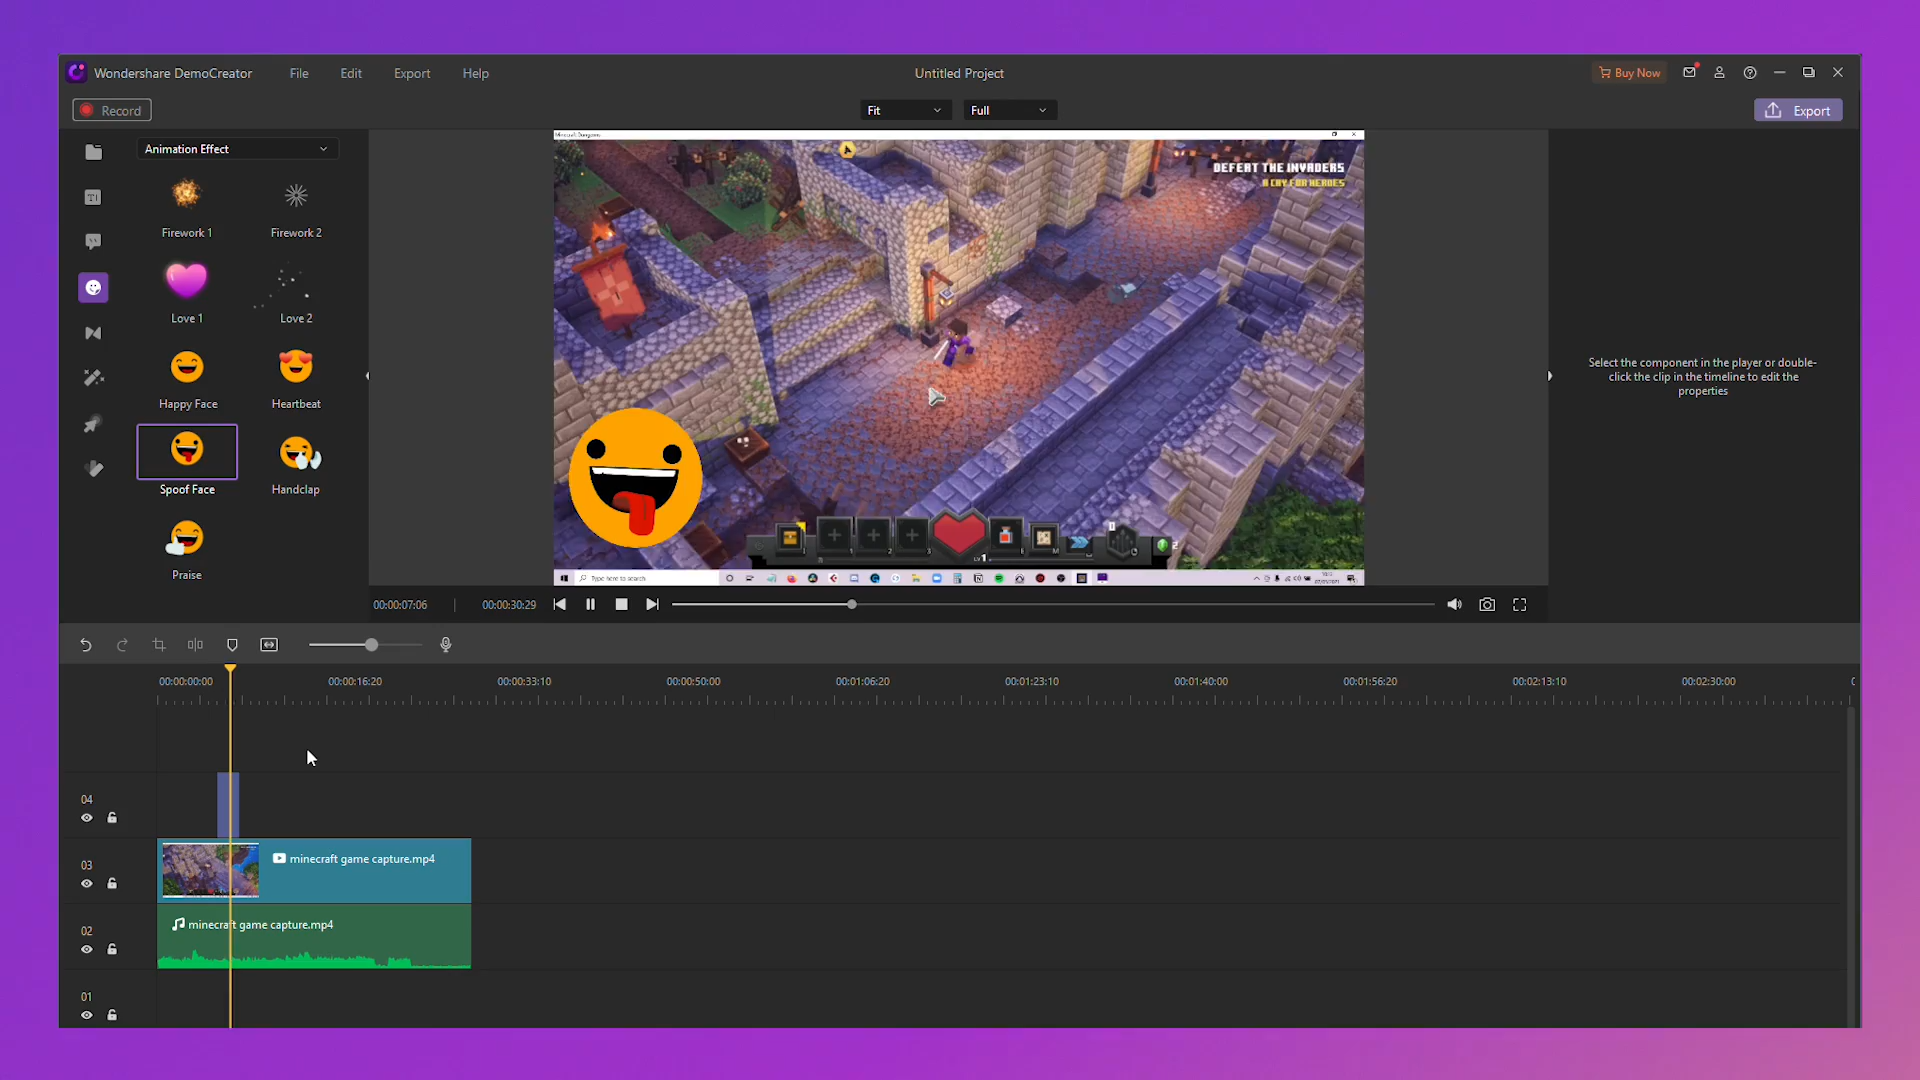 Wondershare DemoCreator
File
Edit
Export
Help
Untitled Project
Buy Now
Record
Fit
Full
Export
Animation Effect
Firework 1
Firework 2
Love 1
Love 2
Happy Face
Heartbeat
Spoof Face
Handclap
Praise
Minecraft Dungeons
DEFEAT THE INVADERS
A CRY FOR HEROES
Type here to search
Select the component in the player or double-
click the clip in the timeline to edit the
properties
00:00:07:06
|
00:00:30:29
00:00:00:00
00:00:16:20
00:00:33:10
00:00:50:00
00:01:06:20
00:01:23:10
00:01:40:00
00:01:56:20
00:02:13:10
00:02:30:00
04
03
minecraft game capture.mp4
02
minecraft game capture.mp4
01